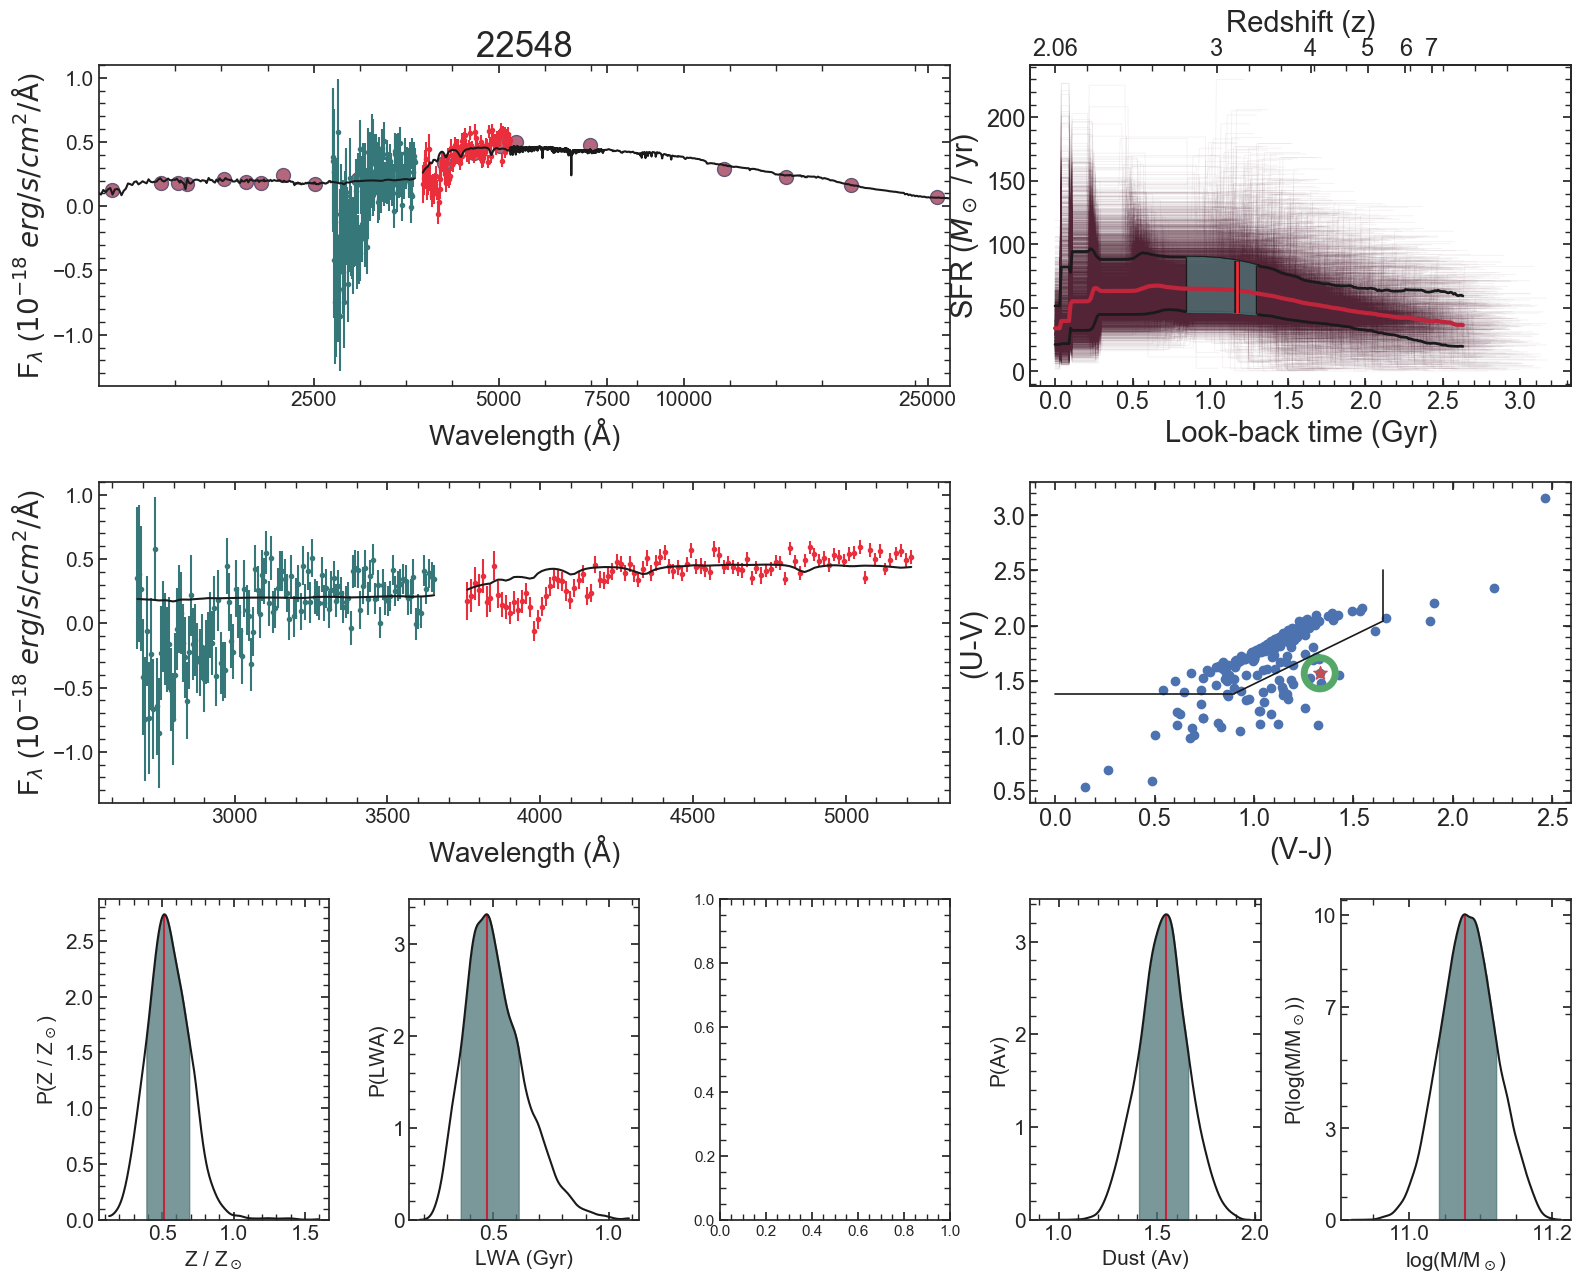 22548
F_λ (10^−18 erg/s/cm^2/Å)
1.0
0.5
0.0
−0.5
−1.0
2500 5000 7500 10000 25000
Wavelength (Å)
Redshift (z)
2.06 3 4 5 6 7
SFR (M_⊙ / yr)
200
150
100
50
0
0.0 0.5 1.0 1.5 2.0 2.5 3.0
Look-back time (Gyr)
F_λ (10^−18 erg/s/cm^2/Å)
1.0
0.5
0.0
−0.5
−1.0
3000 3500 4000 4500 5000
Wavelength (Å)
(U-V)
3.0
2.5
2.0
1.5
1.0
0.5
0.0 0.5 1.0 1.5 2.0 2.5
(V-J)
P(Z / Z_⊙)
2.5
2.0
1.5
1.0
0.5
0.0
0.5 1.0 1.5
Z / Z_⊙
P(LWA)
3
2
1
0
0.5 1.0
LWA (Gyr)
1.0
0.8
0.6
0.4
0.2
0.0
0.0 0.2 0.4 0.6 0.8 1.0
P(Av)
3
2
1
0
1.0 1.5 2.0
Dust (Av)
P(log(M/M_⊙))
10
7
3
0
11.0 11.2
log(M/M_⊙)